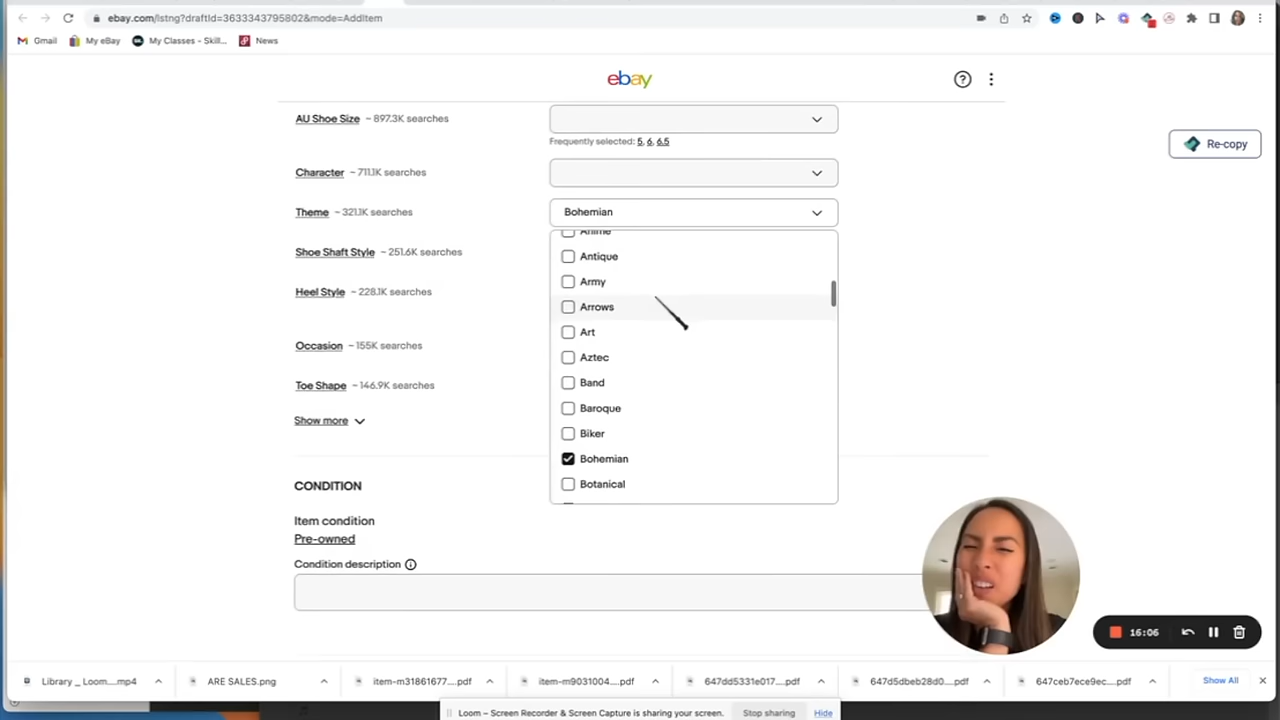 ebay.com/lstng?draftId=3633343795802&mode=AddItem
Gmail My eBay My Classes - Skill... News
ebay
AU Shoe Size ~ 897.3K searches
Frequently selected: 5, 6, 6.5
Re-copy
Character ~ 711.1K searches
Theme ~ 321.1K searches Bohemian
Anime
Shoe Shaft Style ~ 251.6K searches
Antique
Army
Heel Style ~ 228.1K searches
Arrows
Art
Occasion ~ 155K searches
Aztec
Toe Shape ~ 146.9K searches
Band
Baroque
Show more
Biker
Bohemian
Botanical
CONDITION
Item condition
Pre-owned
Condition description
16:06
Library _ Loom....mp4 ARE SALES.png item-m31861677....pdf item-m9031004....pdf 647dd5331e017....pdf 647d5dbeb28d0....pdf 647ceb7ece9ec....pdf Show All
Loom – Screen Recorder & Screen Capture is sharing your screen. Stop sharing Hide